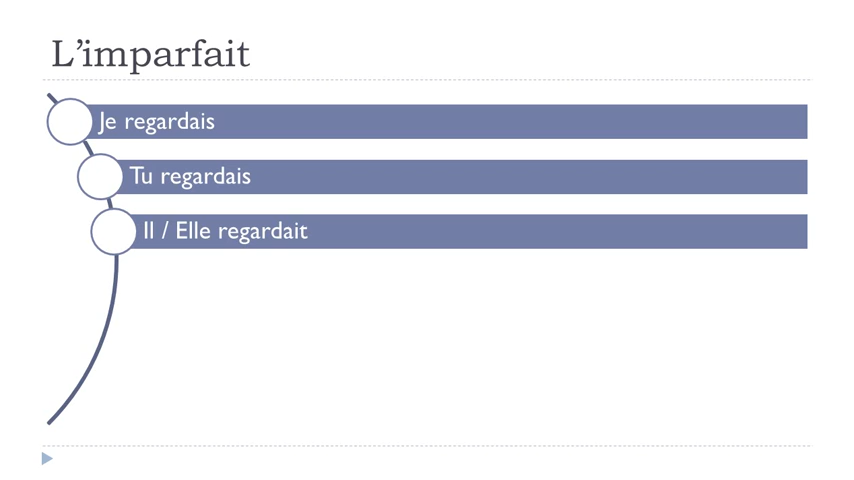 L’imparfait
Je regardais
Tu regardais
Il / Elle regardait